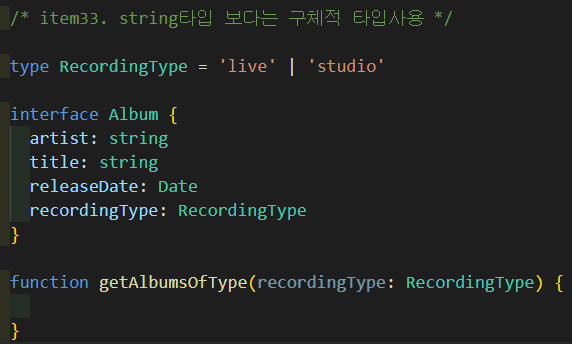 /* item33. string타입 보다는 구체적 타입사용 */
type RecordingType = 'live' | 'studio'
interface Album {
artist: string
title: string
releaseDate: Date
recordingType: RecordingType
}
function getAlbumsOfType(recordingType: RecordingType) {
}